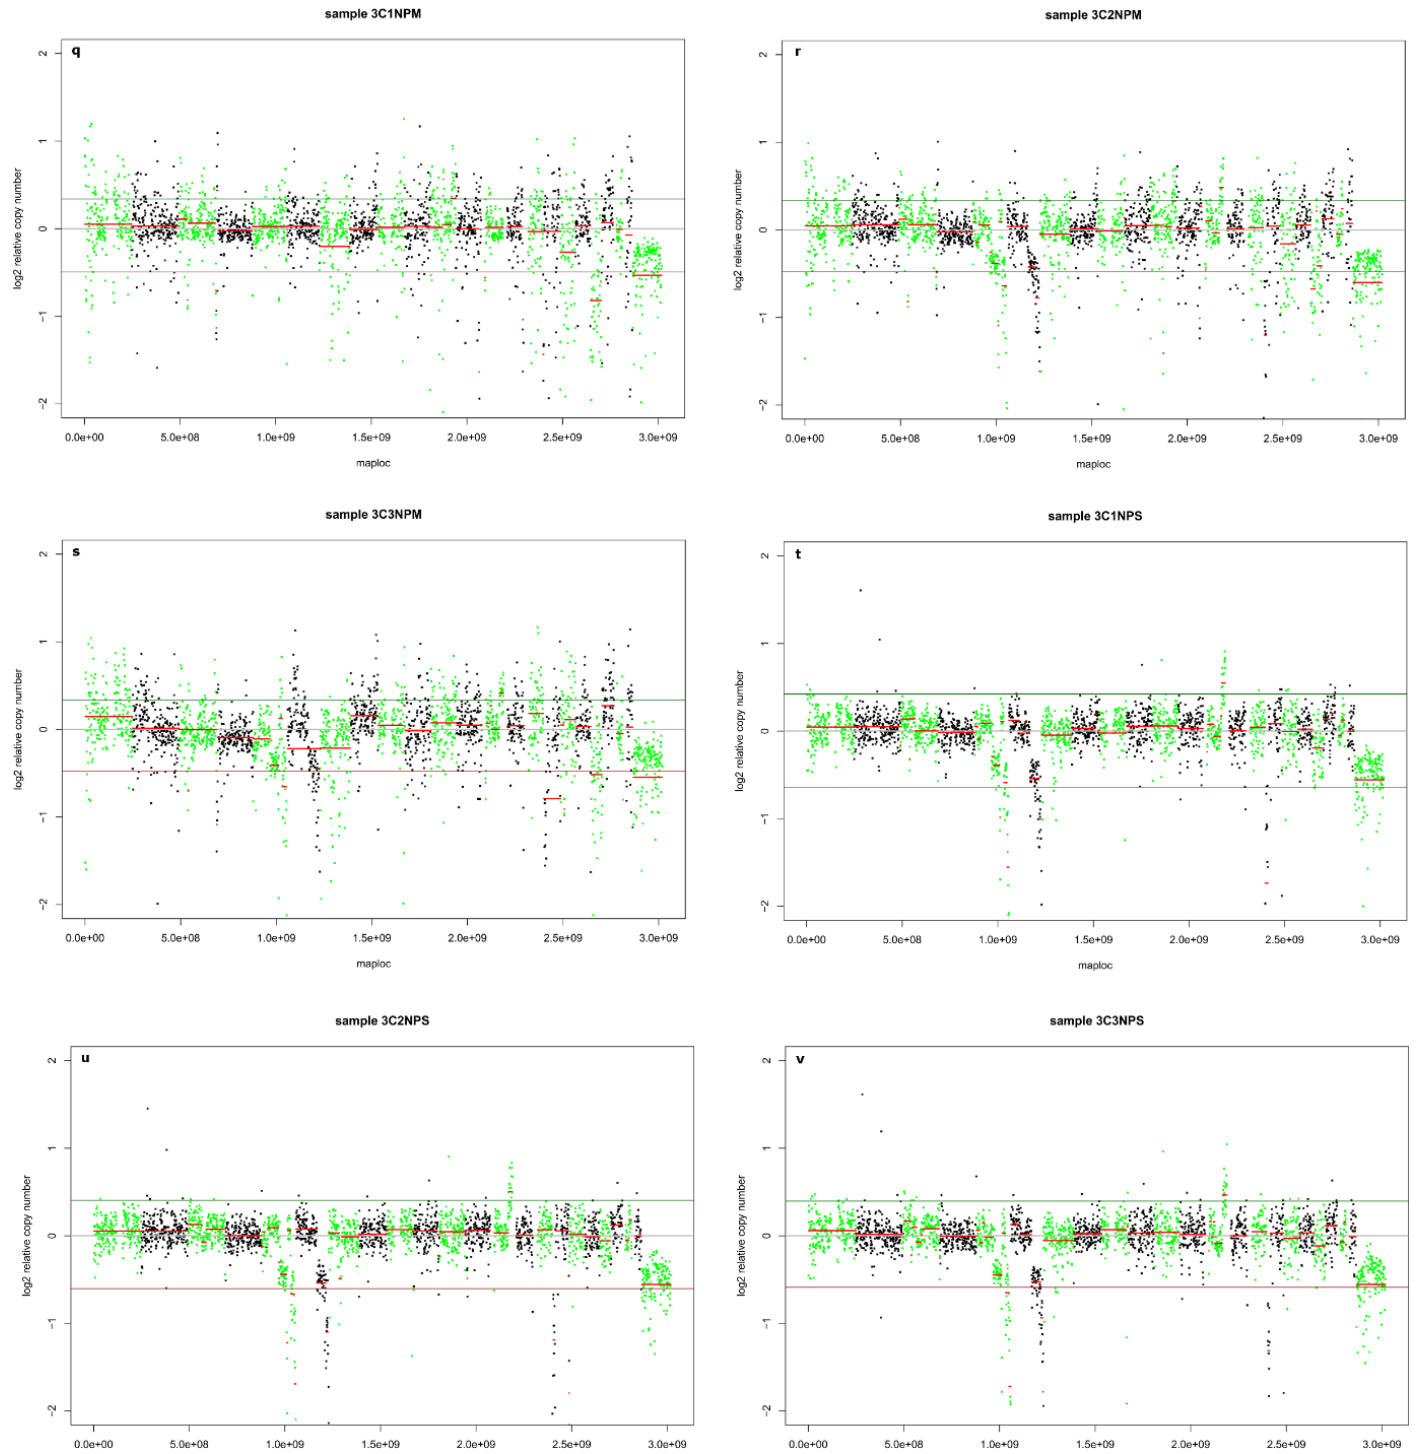 sample 3C1NPM
q
log2 relative copy number
2
1
0
−1
−2
0.0e+00 5.0e+08 1.0e+09 1.5e+09 2.0e+09 2.5e+09 3.0e+09
maploc
sample 3C2NPM
r
log2 relative copy number
2
1
0
−1
−2
0.0e+00 5.0e+08 1.0e+09 1.5e+09 2.0e+09 2.5e+09 3.0e+09
maploc
sample 3C3NPM
s
log2 relative copy number
2
1
0
−1
−2
0.0e+00 5.0e+08 1.0e+09 1.5e+09 2.0e+09 2.5e+09 3.0e+09
maploc
sample 3C1NPS
t
log2 relative copy number
2
1
0
−1
−2
0.0e+00 5.0e+08 1.0e+09 1.5e+09 2.0e+09 2.5e+09 3.0e+09
maploc
sample 3C2NPS
u
log2 relative copy number
2
1
0
−1
−2
0.0e+00 5.0e+08 1.0e+09 1.5e+09 2.0e+09 2.5e+09 3.0e+09
sample 3C3NPS
v
log2 relative copy number
2
1
0
−1
−2
0.0e+00 5.0e+08 1.0e+09 1.5e+09 2.0e+09 2.5e+09 3.0e+09